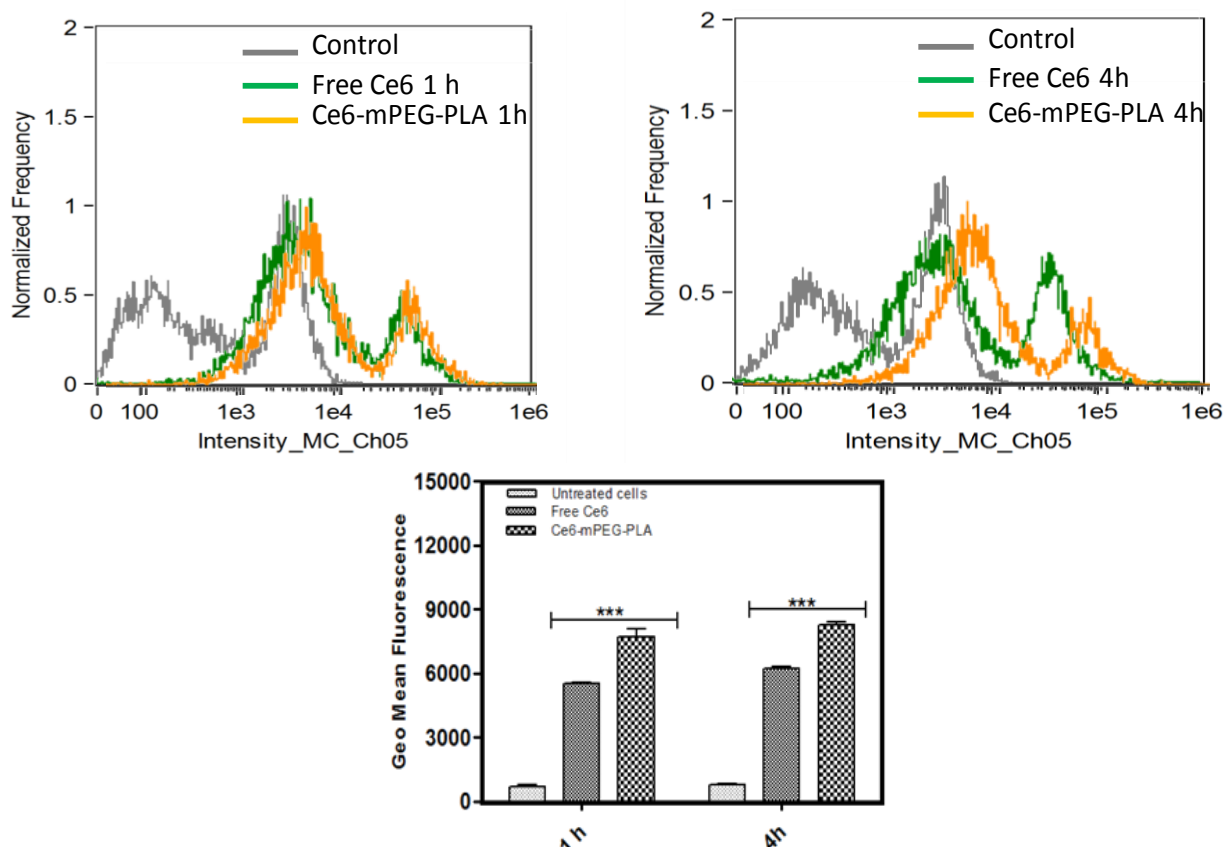 2
1.5
1
0.5
0
Normalized Frequency
Control
Free Ce6 1 h
Ce6-mPEG-PLA 1h
0 100 1e3 1e4 1e5 1e6
Intensity_MC_Ch05
2
1.5
1
0.5
0
Normalized Frequency
Control
Free Ce6 4h
Ce6-mPEG-PLA 4h
0 100 1e3 1e4 1e5 1e6
Intensity_MC_Ch05
15000
12000
9000
6000
3000
0
Geo Mean Fluorescence
Untreated cells
Free Ce6
Ce6-mPEG-PLA
*** ***
1 h 4h